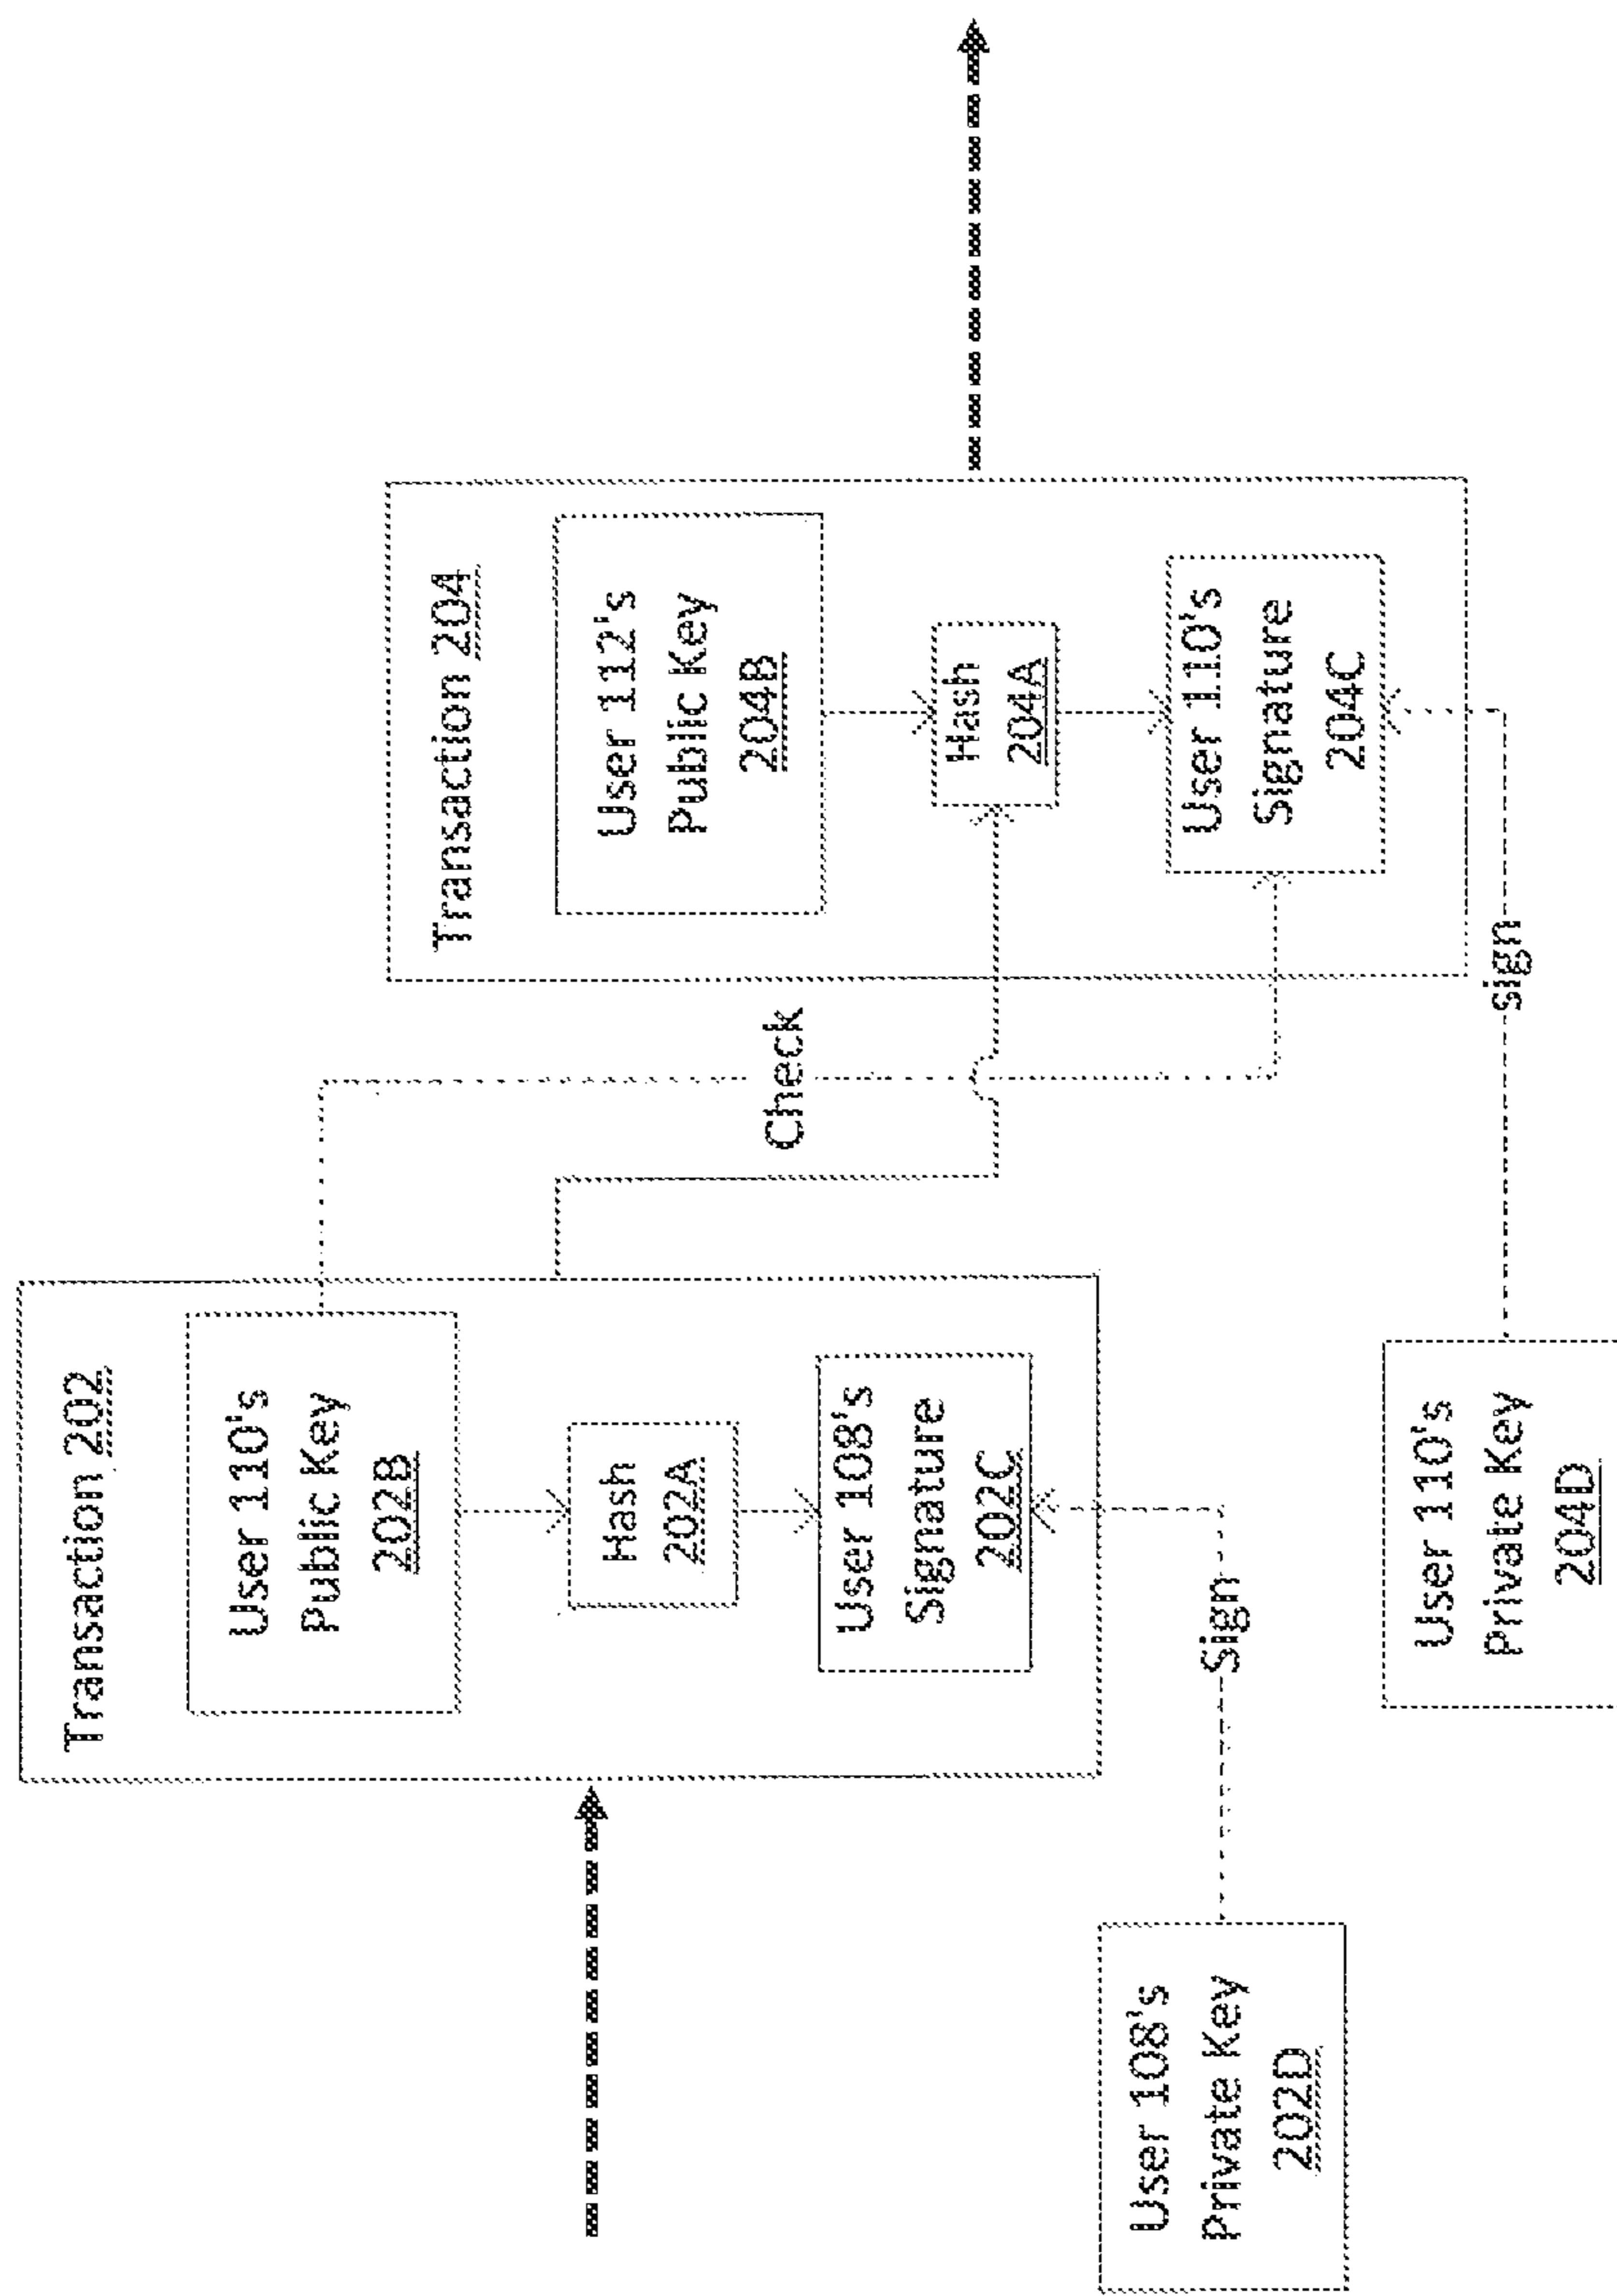 Transaction 202
User 110's
Public Key
202B
Hash
202A
User 108's
Signature
202C
Sign
User 108's
Private Key
202D
Check
Transaction 204
User 112's
Public Key
204B
Hash
204A
User 110's
Signature
204C
sign
User 110's
Private Key
204D